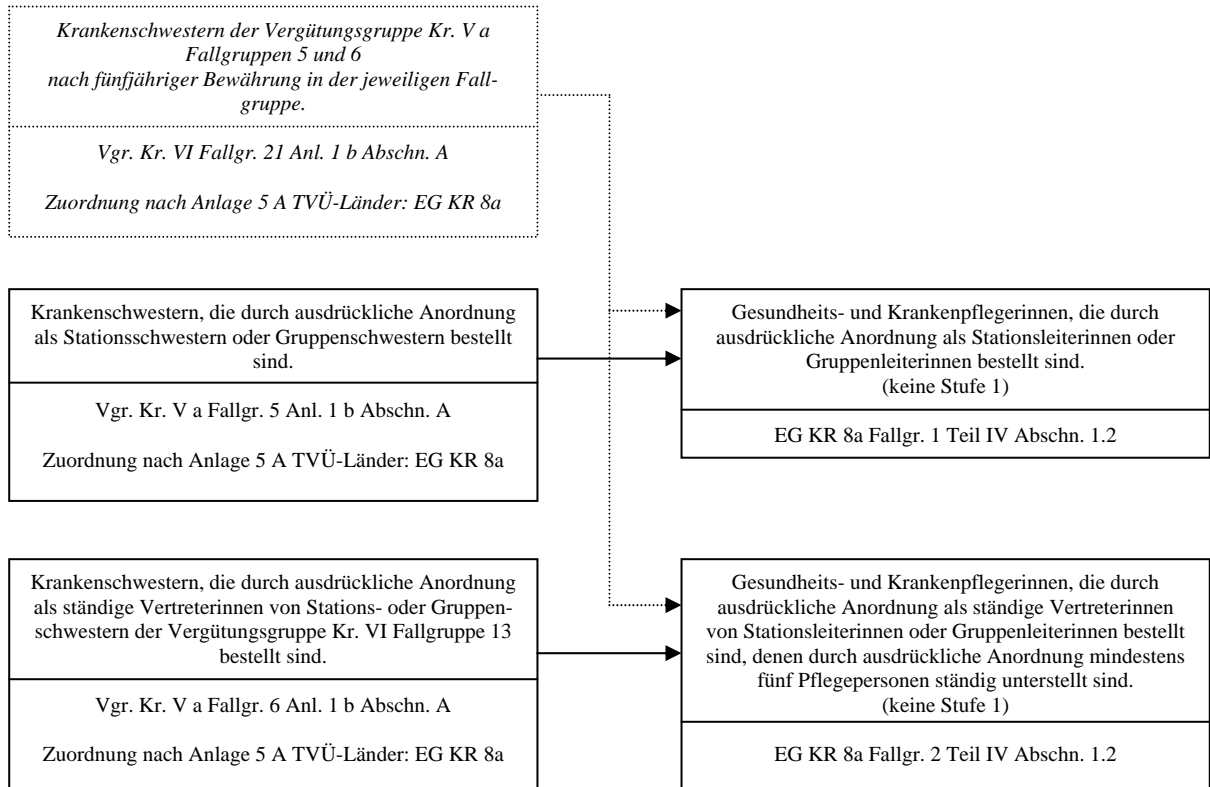 Krankenschwestern der Vergütungsgruppe Kr. V a
Fallgruppen 5 und 6
nach fünfjähriger Bewährung in der jeweiligen Fall-
gruppe.
Vgr. Kr. VI Fallgr. 21 Anl. 1 b Abschn. A
Zuordnung nach Anlage 5 A TVÜ-Länder: EG KR 8a
Krankenschwestern, die durch ausdrückliche Anordnung
als Stationsschwestern oder Gruppenschwestern bestellt
sind.
Vgr. Kr. V a Fallgr. 5 Anl. 1 b Abschn. A
Zuordnung nach Anlage 5 A TVÜ-Länder: EG KR 8a
Gesundheits- und Krankenpflegerinnen, die durch
ausdrückliche Anordnung als Stationsleiterinnen oder
Gruppenleiterinnen bestellt sind.
(keine Stufe 1)
EG KR 8a Fallgr. 1 Teil IV Abschn. 1.2
Krankenschwestern, die durch ausdrückliche Anordnung
als ständige Vertreterinnen von Stations- oder Gruppen-
schwestern der Vergütungsgruppe Kr. VI Fallgruppe 13
bestellt sind.
Vgr. Kr. V a Fallgr. 6 Anl. 1 b Abschn. A
Zuordnung nach Anlage 5 A TVÜ-Länder: EG KR 8a
Gesundheits- und Krankenpflegerinnen, die durch
ausdrückliche Anordnung als ständige Vertreterinnen
von Stationsleiterinnen oder Gruppenleiterinnen bestellt
sind, denen durch ausdrückliche Anordnung mindestens
fünf Pflegepersonen ständig unterstellt sind.
(keine Stufe 1)
EG KR 8a Fallgr. 2 Teil IV Abschn. 1.2